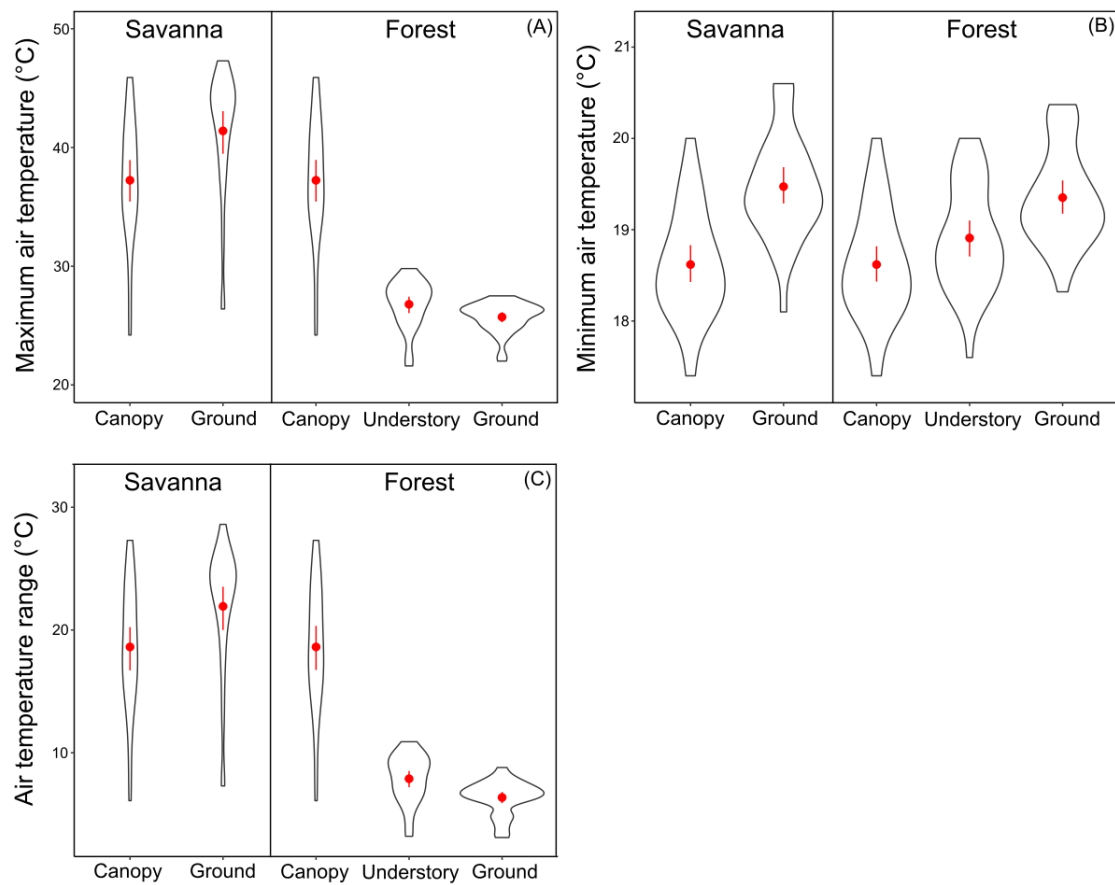 Savanna Forest (A)
Maximum air temperature (°C)
50
40
30
20
Canopy Ground Canopy Understory Ground
Savanna Forest (B)
Minimum air temperature (°C)
21
20
19
18
Canopy Ground Canopy Understory Ground
Savanna Forest (C)
Air temperature range (°C)
30
20
10
Canopy Ground Canopy Understory Ground